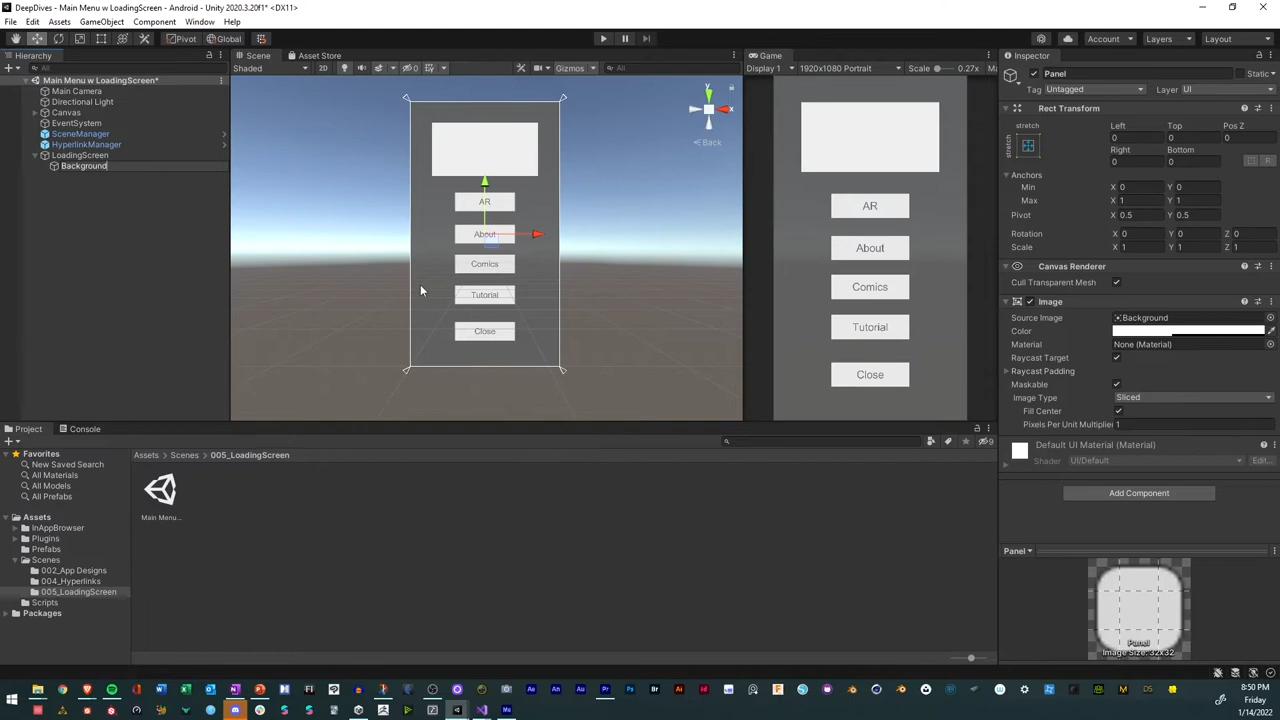 DeepDives - Main Menu w LoadingScreen - Android - Unity 2020.3.20f1* <DX11>
File Edit Assets GameObject Component Window Help
Pivot Global Account Layers Layout
Hierarchy Scene Asset Store Game Inspector
All Shaded 2D 0 Gizmos All Display 1 1920x1080 Portrait Scale 0.27x Panel Static
Main Menu w LoadingScreen*
Main Camera
Directional Light
Canvas
EventSystem
SceneManager
HyperlinkManager
LoadingScreen
Background
y
x
Back
AR
About
Comics
Tutorial
Close
AR
About
Comics
Tutorial
Close
Tag Untagged Layer UI
Rect Transform
stretch Left Top Pos Z
stretch 0 0 0
Right Bottom
0 0 R
Anchors
Min X 0 Y 0
Max X 1 Y 1
Pivot X 0.5 Y 0.5
Rotation X 0 Y 0 Z 0
Scale X 1 Y 1 Z 1
Canvas Renderer
Cull Transparent Mesh
Image
Source Image Background
Color
Material None (Material)
Raycast Target
Raycast Padding
Maskable
Image Type Sliced
Fill Center
Pixels Per Unit Multiplier 1
Default UI Material (Material)
Shader UI/Default Edit...
Add Component
Panel
Panel
Image Size: 32x32
Project Console
9
Favorites
New Saved Search
All Materials
All Models
All Prefabs
Assets
InAppBrowser
Plugins
Prefabs
Scenes
002_App Designs
004_Hyperlinks
005_LoadingScreen
Scripts
Packages
Assets > Scenes > 005_LoadingScreen
Main Menu...
8:50 PM
Friday
1/14/2022